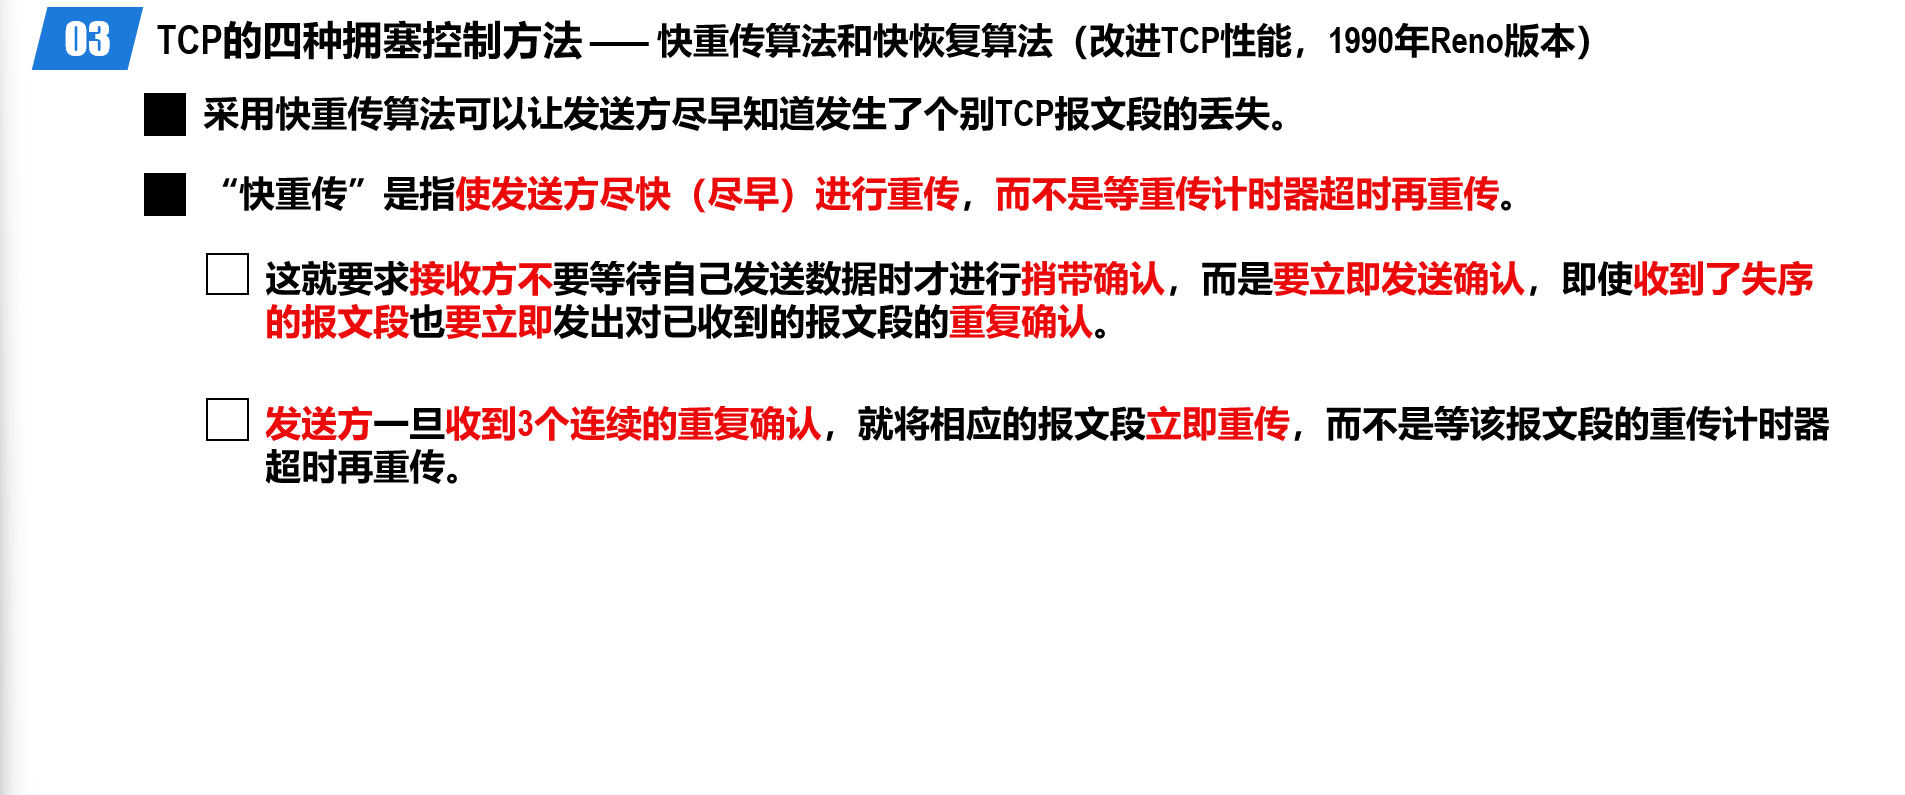 03 TCP的四种拥塞控制方法 —— 快重传算法和快恢复算法（改进TCP性能，1990年Reno版本）
采用快重传算法可以让发送方尽早知道发生了个别TCP报文段的丢失。
“快重传”是指使发送方尽快（尽早）进行重传，而不是等重传计时器超时再重传。
这就要求接收方不要等待自己发送数据时才进行捎带确认，而是要立即发送确认，即使收到了失序
的报文段也要立即发出对已收到的报文段的重复确认。
发送方一旦收到3个连续的重复确认，就将相应的报文段立即重传，而不是等该报文段的重传计时器
超时再重传。